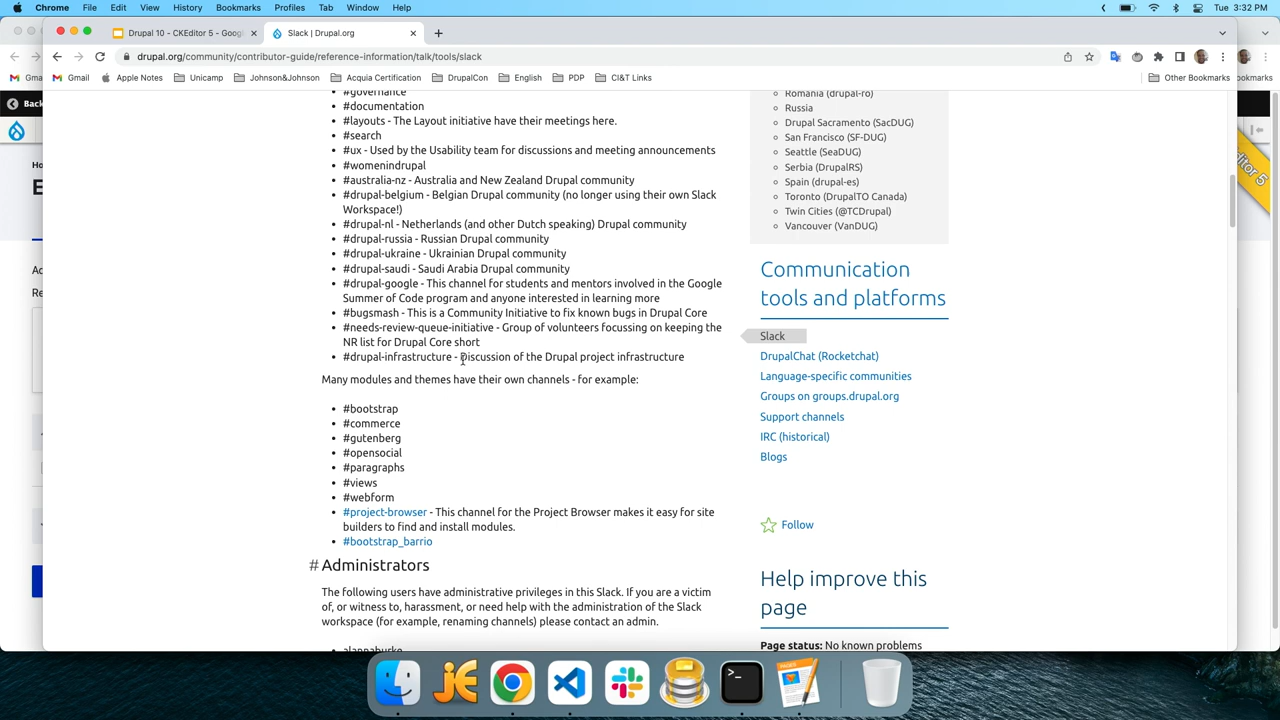 Chrome File Edit View History Bookmarks Profiles Tab Window Help
Tue 3:32 PM
Drupal 10 - CKEditor 5 - Goog
Slack | Drupal.org
drupal.org/community/contributor-guide/reference-information/talk/tools/slack
Gma
Gmail Apple Notes Unicamp Johnson&Johnson Acquia Certification DrupalCon English PDP CI&T Links Other Bookmarks
ookmarks
Back
#governance
#documentation
#layouts - The Layout initiative have their meetings here.
#search
#ux - Used by the Usability team for discussions and meeting announcements
#womenindrupal
#australia-nz - Australia and New Zealand Drupal community
#drupal-belgium - Belgian Drupal community (no longer using their own Slack
Workspace!)
#drupal-nl - Netherlands (and other Dutch speaking) Drupal community
#drupal-russia - Russian Drupal community
#drupal-ukraine - Ukrainian Drupal community
#drupal-saudi - Saudi Arabia Drupal community
#drupal-google - This channel for students and mentors involved in the Google
Summer of Code program and anyone interested in learning more
#bugsmash - This is a Community Initiative to fix known bugs in Drupal Core
#needs-review-queue-initiative - Group of volunteers focussing on keeping the
NR list for Drupal Core short
#drupal-infrastructure - Discussion of the Drupal project infrastructure
Many modules and themes have their own channels - for example:
#bootstrap
#commerce
#gutenberg
#opensocial
#paragraphs
#views
#webform
#project-browser - This channel for the Project Browser makes it easy for site
builders to find and install modules.
#bootstrap_barrio
# Administrators
The following users have administrative privileges in this Slack. If you are a victim
of, or witness to, harassment, or need help with the administration of the Slack
workspace (for example, renaming channels) please contact an admin.
alannaburke
Romania (drupal-ro)
Russia
Drupal Sacramento (SacDUG)
San Francisco (SF-DUG)
Seattle (SeaDUG)
Serbia (DrupalRS)
Spain (drupal-es)
Toronto (DrupalTO Canada)
Twin Cities (@TCDrupal)
Vancouver (VanDUG)
Communication
tools and platforms
Slack
DrupalChat (Rocketchat)
Language-specific communities
Groups on groups.drupal.org
Support channels
IRC (historical)
Blogs
Follow
Help improve this
page
Page status: No known problems
Ho
E
Ac
Re
itor 5
PAGES